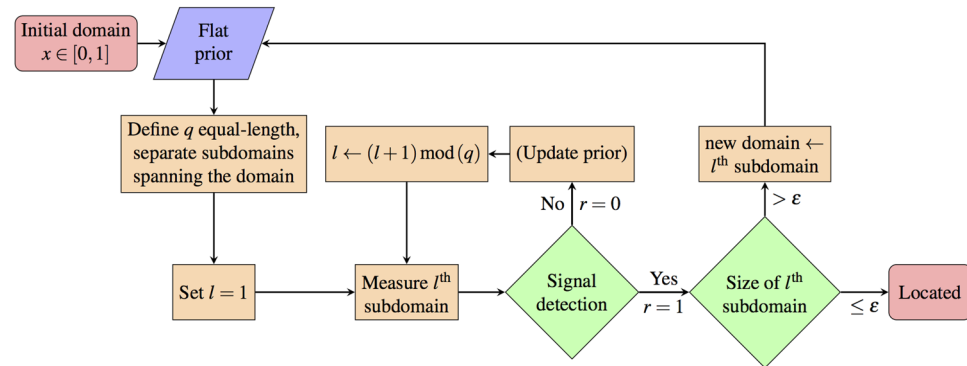 Initial domain
x ∈ [0,1]
Flat
prior
Define q equal-length,
separate subdomains
spanning the domain
l ← (l+1) mod (q)
(Update prior)
new domain ←
lth subdomain
No r = 0
> ε
Set l = 1
Measure lth
subdomain
Signal
detection
Yes
r = 1
Size of lth
subdomain
≤ ε
Located